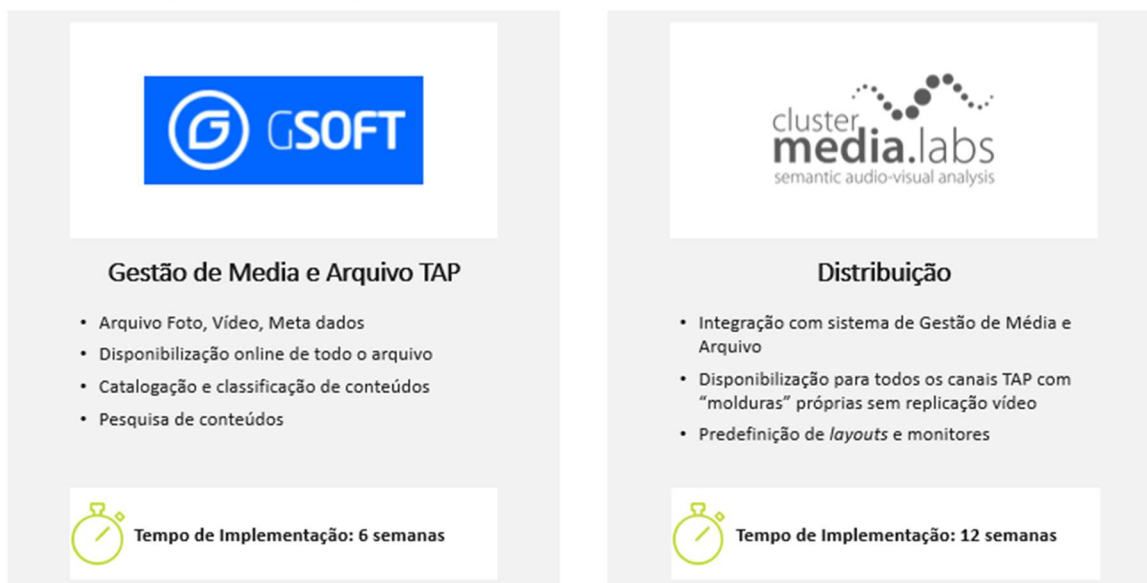 GSOFT
Gestão de Media e Arquivo TAP
• Arquivo Foto, Vídeo, Meta dados
• Disponibilização online de todo o arquivo
• Catalogação e classificação de conteúdos
• Pesquisa de conteúdos
Tempo de Implementação: 6 semanas
cluster
media.labs
semantic audio-visual analysis
Distribuição
• Integração com sistema de Gestão de Média e
Arquivo
• Disponibilização para todos os canais TAP com
“molduras” próprias sem replicação vídeo
• Predefinição de layouts e monitores
Tempo de Implementação: 12 semanas